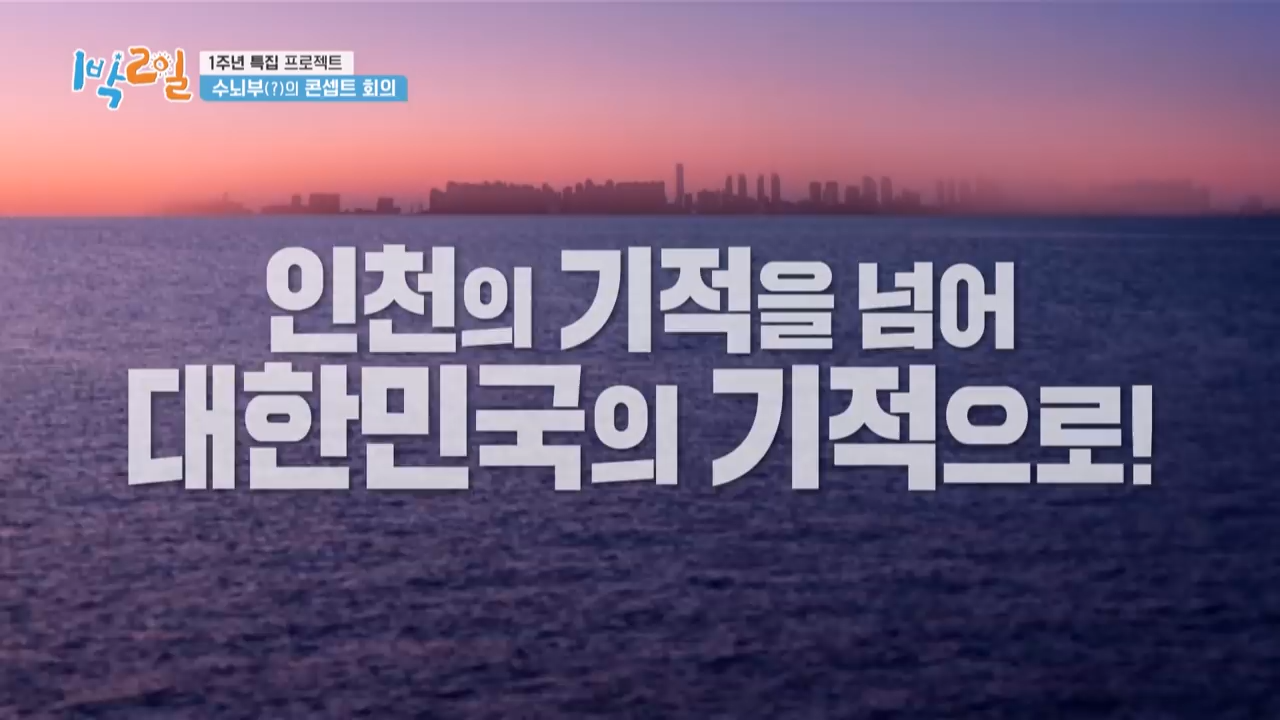 1박2일
1주년 특집 프로젝트
수뇌부(?)의 콘셉트 회의
인천의 기적을 넘어
대한민국의 기적으로!